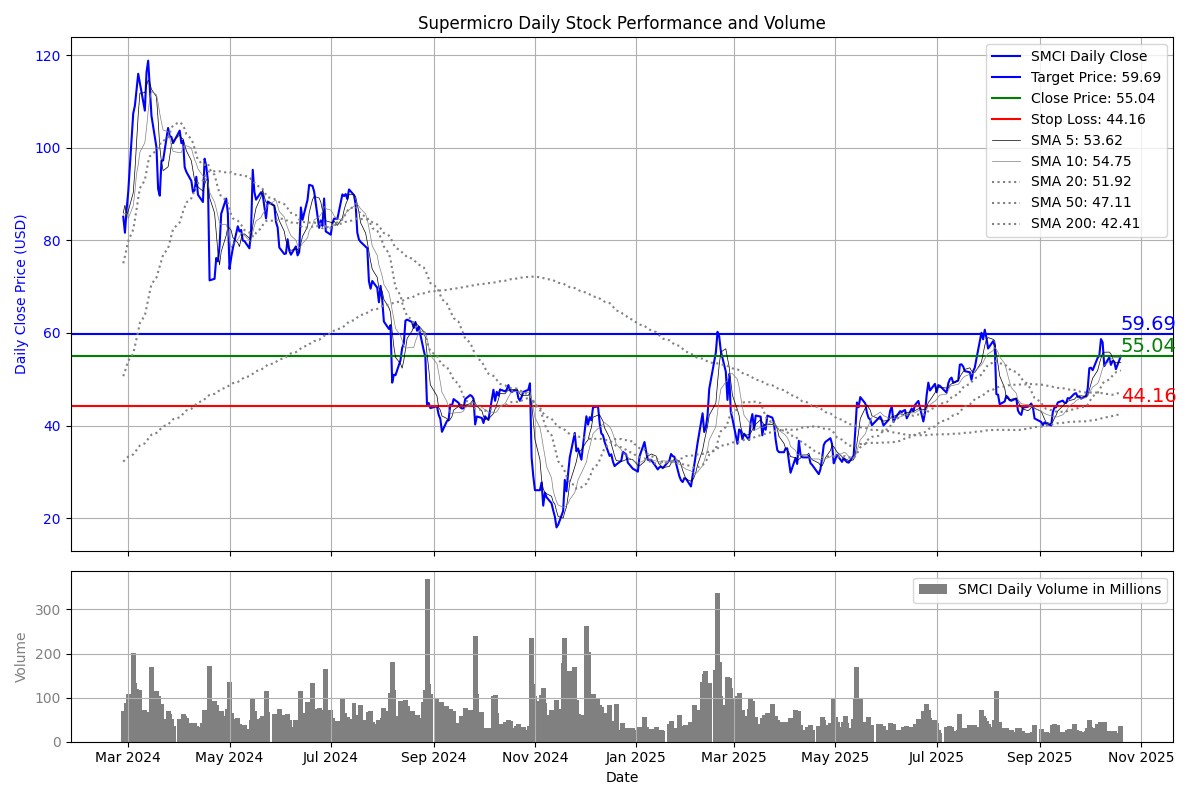 Supermicro Daily Stock Performance and Volume
Daily Close Price (USD)
120
100
80
60
40
20
SMCI Daily Close
Target Price: 59.69
Close Price: 55.04
Stop Loss: 44.16
SMA 5: 53.62
SMA 10: 54.75
SMA 20: 51.92
SMA 50: 47.11
SMA 200: 42.41
59.69
55.04
44.16
Volume
300
200
100
0
SMCI Daily Volume in Millions
Mar 2024 May 2024 Jul 2024 Sep 2024 Nov 2024 Jan 2025 Mar 2025 May 2025 Jul 2025 Sep 2025 Nov 2025
Date